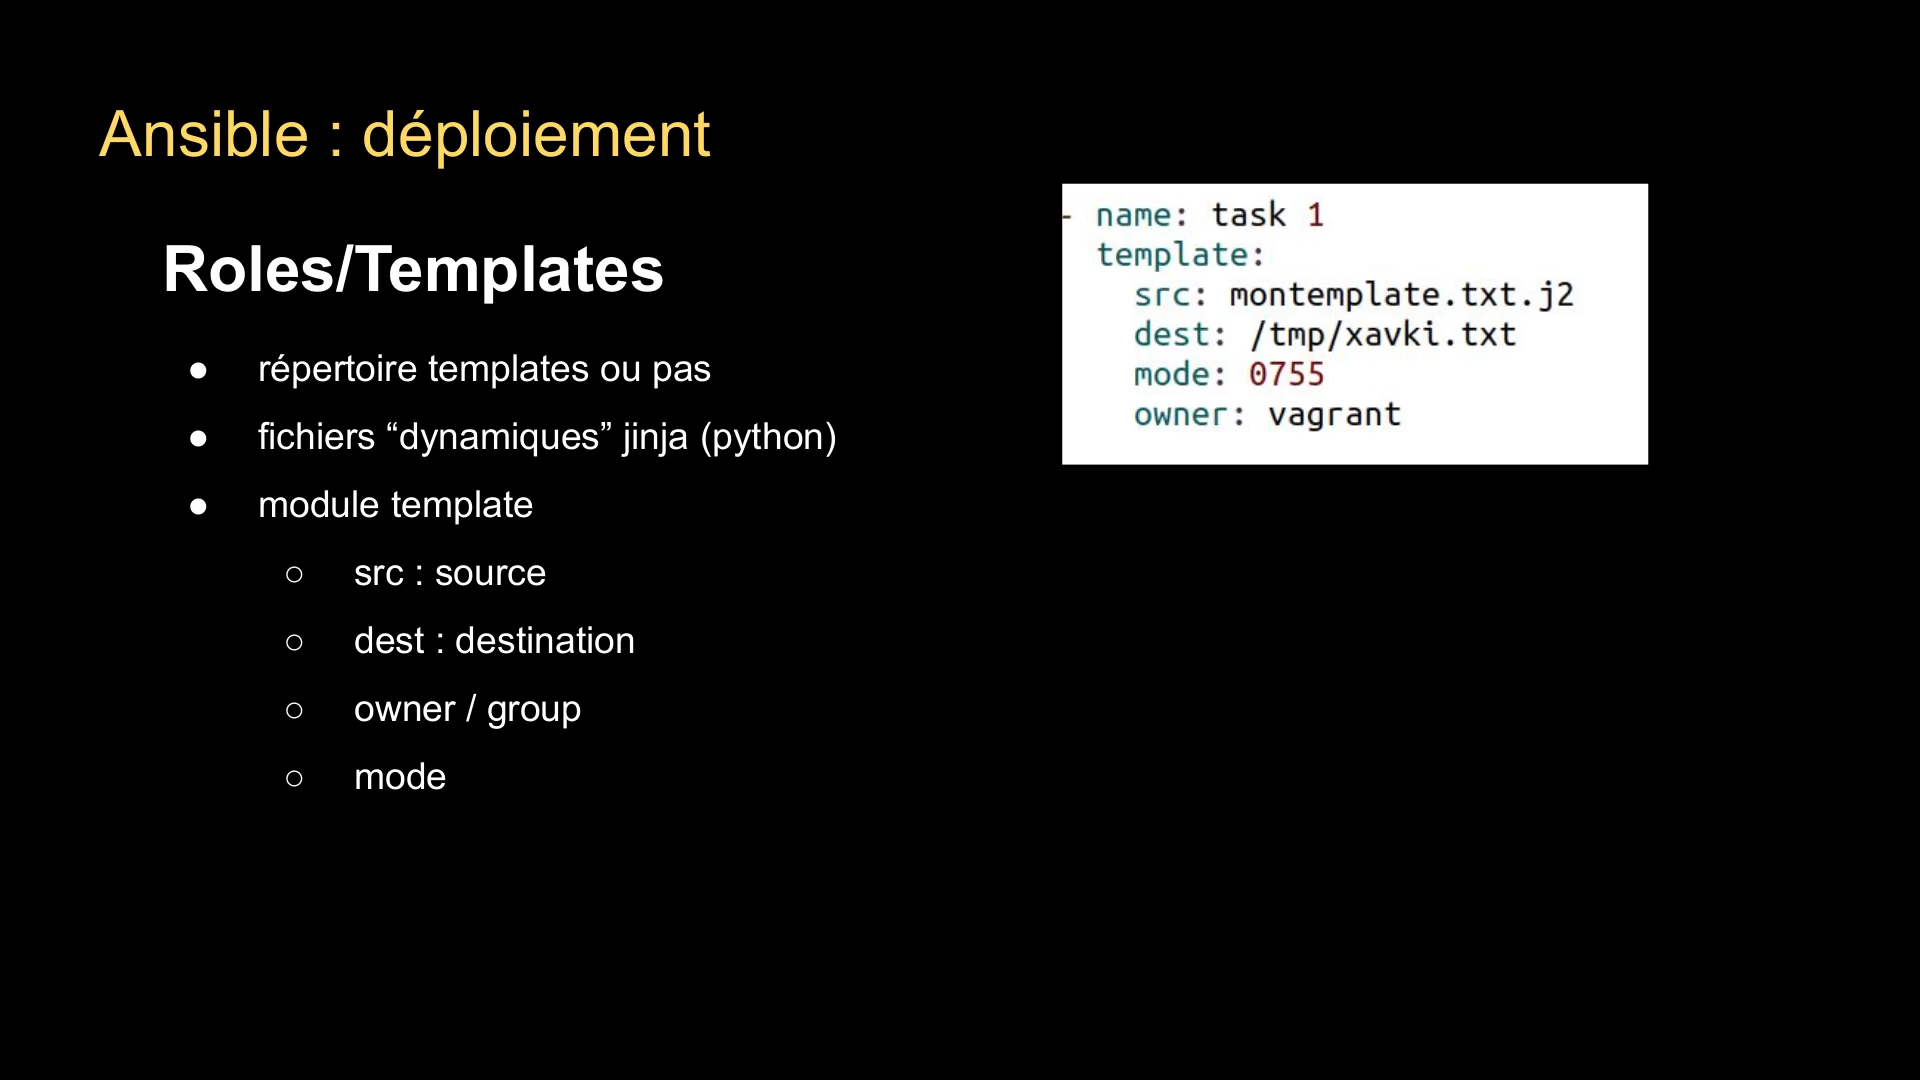 Ansible : déploiement
Roles/Templates
● répertoire templates ou pas
● fichiers “dynamiques” jinja (python)
● module template
○ src : source
○ dest : destination
○ owner / group
○ mode
- name: task 1
template:
src: montemplate.txt.j2
dest: /tmp/xavki.txt
mode: 0755
owner: vagrant